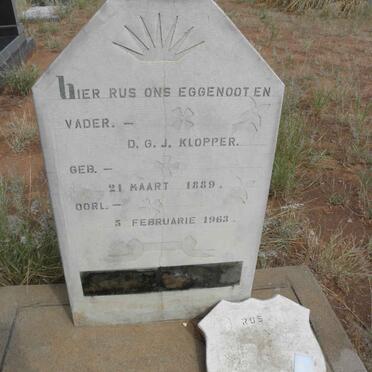 HIER RUS ONS EGGENOOT EN
VADER. —
D. G. J. KLOPPER.
GEB. —
21 MAART 1889.
OORL. —
5 FEBRUARIE 1963.
RUS